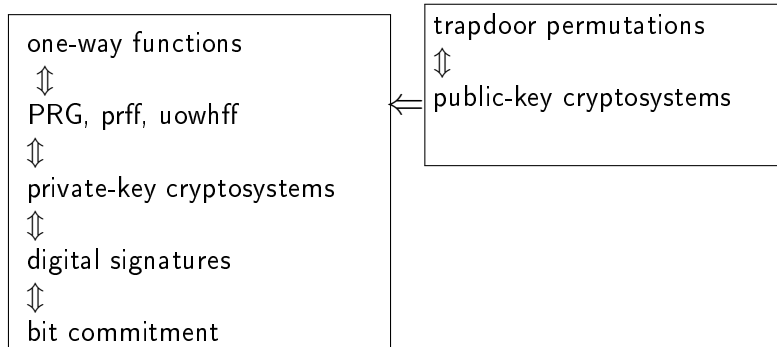 one-way functions
⇕
PRG, prff, uowhff
⇕
private-key cryptosystems
⇕
digital signatures
⇕
bit commitment
⇐
trapdoor permutations
⇕
public-key cryptosystems